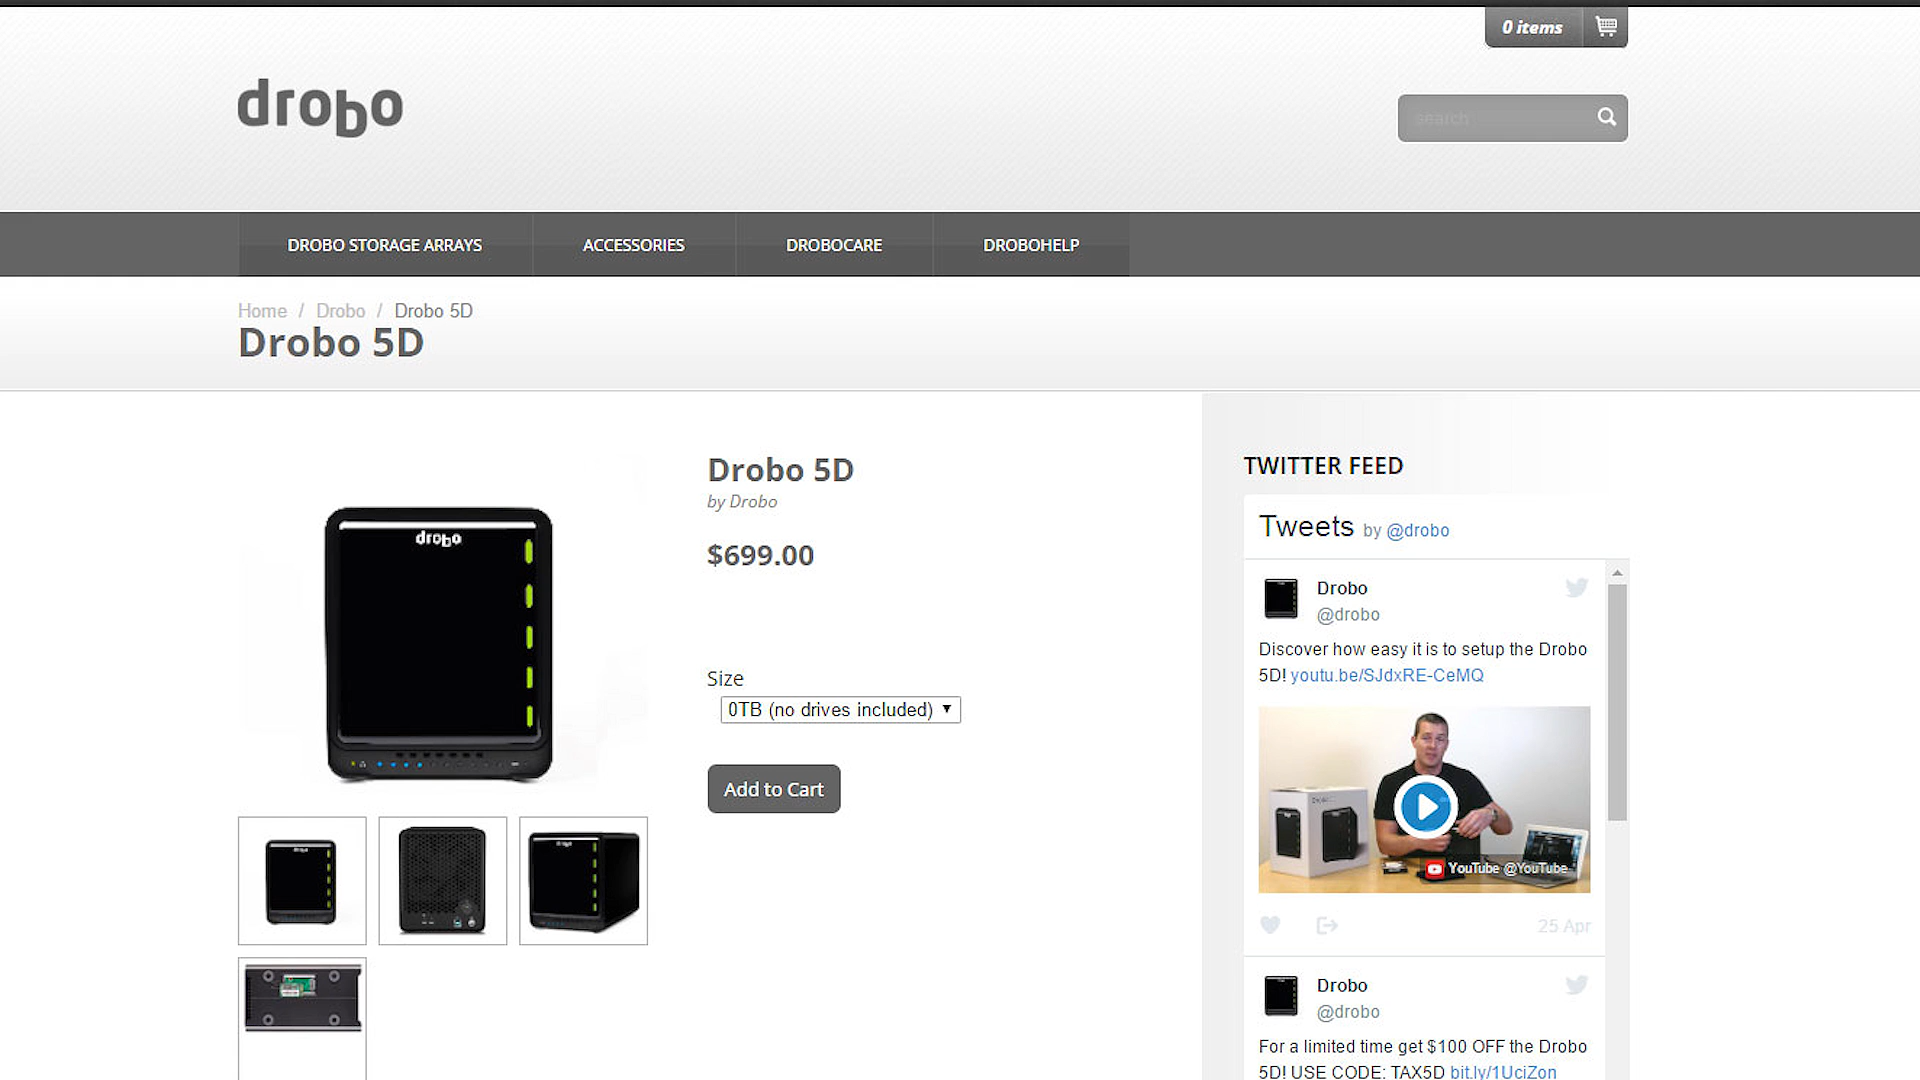 0 items
drobo
search
DROBO STORAGE ARRAYS
ACCESSORIES
DROBOCARE
DROBOHELP
Home / Drobo / Drobo 5D
Drobo 5D
drobo
Drobo 5D
by Drobo
$699.00
Size
0TB (no drives included)
Add to Cart
TWITTER FEED
Tweets by @drobo
Drobo
@drobo
Discover how easy it is to setup the Drobo
5D! youtu.be/SJdxRE-CeMQ
YouTube @YouTube
25 Apr
Drobo
@drobo
For a limited time get $100 OFF the Drobo
5D! USE CODE: TAX5D bit.ly/1UciZon